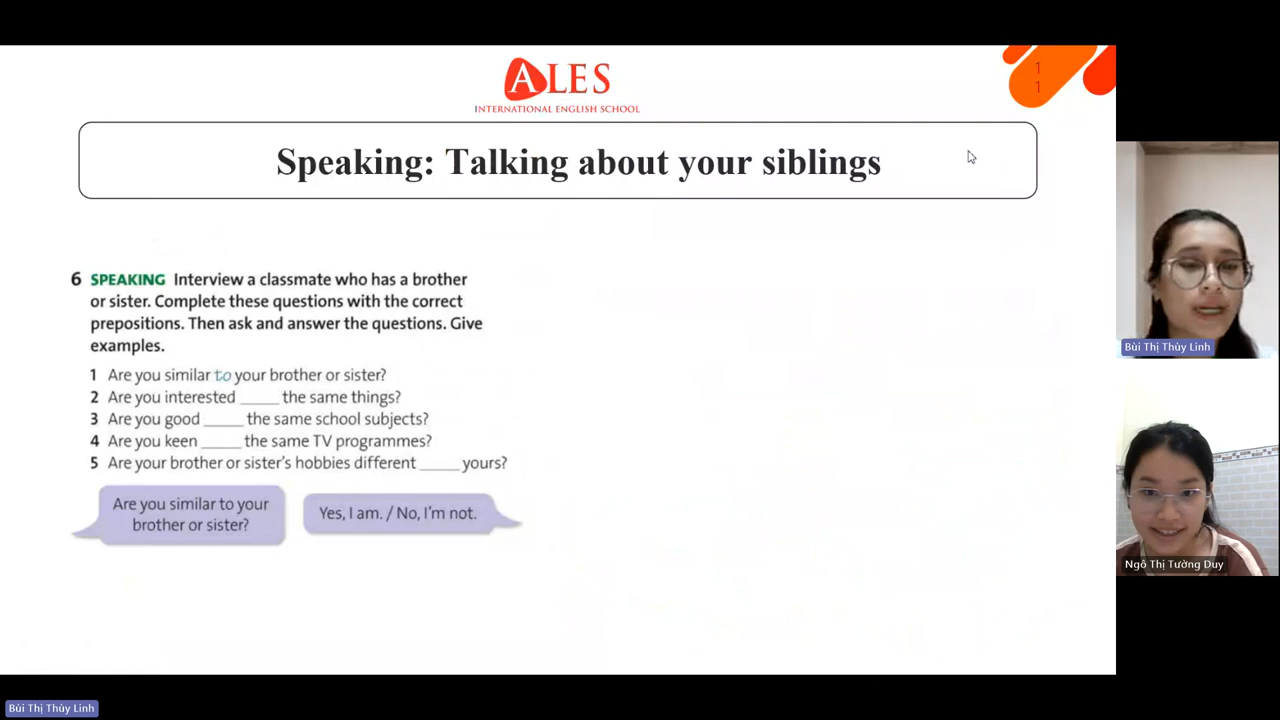 ALES
INTERNATIONAL ENGLISH SCHOOL
1
1
Speaking: Talking about your siblings
6 SPEAKING Interview a classmate who has a brother
or sister. Complete these questions with the correct
prepositions. Then ask and answer the questions. Give
examples.
1 Are you similar to your brother or sister?
2 Are you interested _____ the same things?
3 Are you good _____ the same school subjects?
4 Are you keen _____ the same TV programmes?
5 Are your brother or sister's hobbies different _____ yours?
Are you similar to your
brother or sister?
Yes, I am. / No, I'm not.
Bùi Thị Thùy Linh
Ngô Thị Tường Duy
Bùi Thị Thùy Linh